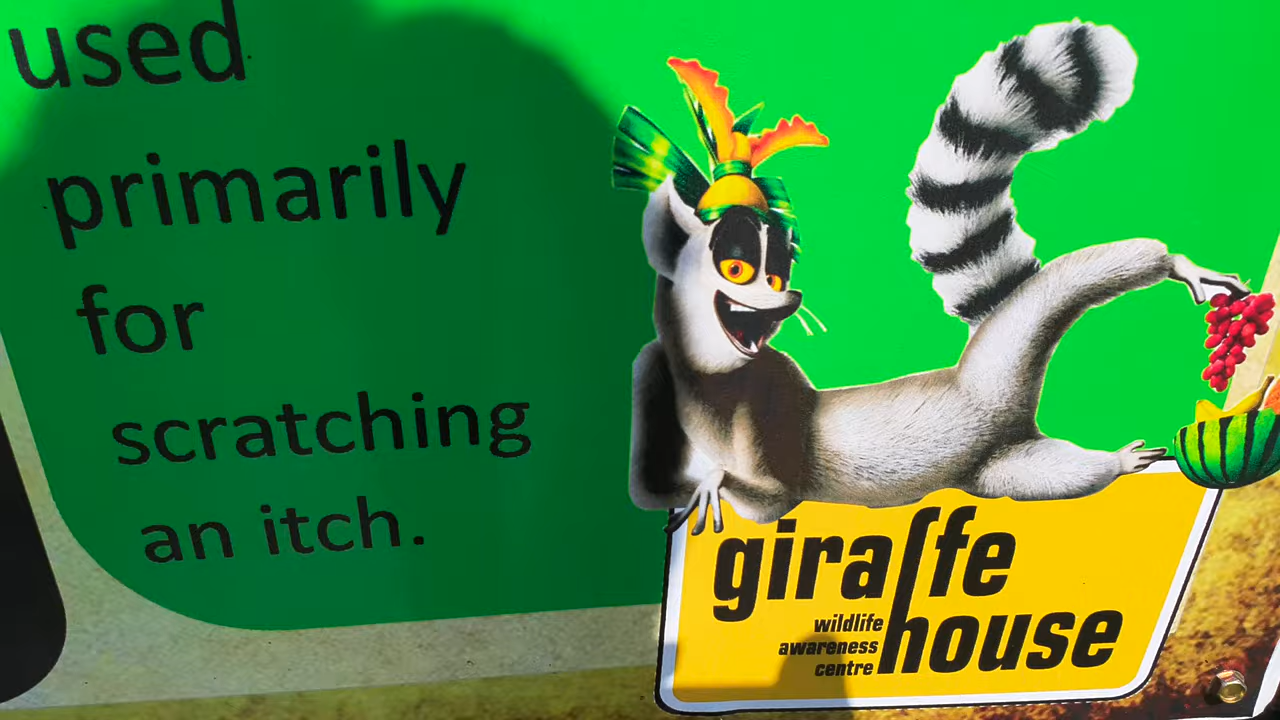 used
primarily
for
scratching
an itch.
giraffe
wildlife
awareness
centre
house